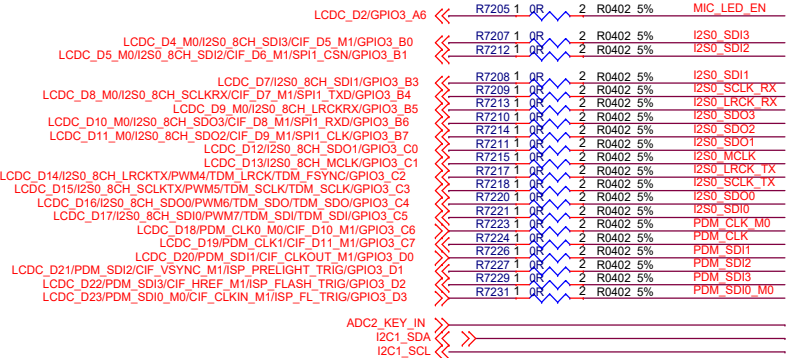 LCDC_D2/GPIO3_A6 R7205 1 0R 2 R0402 5% MIC_LED_EN
LCDC_D4_M0/I2S0_8CH_SDI3/CIF_D5_M1/GPIO3_B0 R7207 1 0R 2 R0402 5% I2S0_SDI3
LCDC_D5_M0/I2S0_8CH_SDI2/CIF_D6_M1/SPI1_CSN/GPIO3_B1 R7212 1 0R 2 R0402 5% I2S0_SDI2
LCDC_D7/I2S0_8CH_SDI1/GPIO3_B3 R7208 1 0R 2 R0402 5% I2S0_SDI1
LCDC_D8_M0/I2S0_8CH_SCLKRX/CIF_D7_M1/SPI1_TXD/GPIO3_B4 R7209 1 0R 2 R0402 5% I2S0_SCLK_RX
LCDC_D9_M0/I2S0_8CH_LRCKRX/GPIO3_B5 R7213 1 0R 2 R0402 5% I2S0_LRCK_RX
LCDC_D10_M0/I2S0_8CH_SDO3/CIF_D8_M1/SPI1_RXD/GPIO3_B6 R7210 1 0R 2 R0402 5% I2S0_SDO3
LCDC_D11_M0/I2S0_8CH_SDO2/CIF_D9_M1/SPI1_CLK/GPIO3_B7 R7214 1 0R 2 R0402 5% I2S0_SDO2
LCDC_D12/I2S0_8CH_SDO1/GPIO3_C0 R7211 1 0R 2 R0402 5% I2S0_SDO1
LCDC_D13/I2S0_8CH_MCLK/GPIO3_C1 R7215 1 0R 2 R0402 5% I2S0_MCLK
LCDC_D14/I2S0_8CH_LRCKTX/PWM4/TDM_LRCK/TDM_FSYNC/GPIO3_C2 R7217 1 0R 2 R0402 5% I2S0_LRCK_TX
LCDC_D15/I2S0_8CH_SCLKTX/PWM5/TDM_SCLK/TDM_SCLK/GPIO3_C3 R7218 1 0R 2 R0402 5% I2S0_SCLK_TX
LCDC_D16/I2S0_8CH_SDO0/PWM6/TDM_SDO/TDM_SDO/GPIO3_C4 R7220 1 0R 2 R0402 5% I2S0_SDO0
LCDC_D17/I2S0_8CH_SDI0/PWM7/TDM_SDI/TDM_SDI/GPIO3_C5 R7221 1 0R 2 R0402 5% I2S0_SDI0
LCDC_D18/PDM_CLK0_M0/CIF_D10_M1/GPIO3_C6 R7223 1 0R 2 R0402 5% PDM_CLK_M0
LCDC_D19/PDM_CLK1/CIF_D11_M1/GPIO3_C7 R7224 1 0R 2 R0402 5% PDM_CLK
LCDC_D20/PDM_SDI1/CIF_CLKOUT_M1/GPIO3_D0 R7226 1 0R 2 R0402 5% PDM_SDI1
LCDC_D21/PDM_SDI2/CIF_VSYNC_M1/ISP_PRELIGHT_TRIG/GPIO3_D1 R7227 1 0R 2 R0402 5% PDM_SDI2
LCDC_D22/PDM_SDI3/CIF_HREF_M1/ISP_FLASH_TRIG/GPIO3_D2 R7229 1 0R 2 R0402 5% PDM_SDI3
LCDC_D23/PDM_SDI0_M0/CIF_CLKIN_M1/ISP_FL_TRIG/GPIO3_D3 R7231 1 0R 2 R0402 5% PDM_SDI0_M0
ADC2_KEY_IN
I2C1_SDA
I2C1_SCL